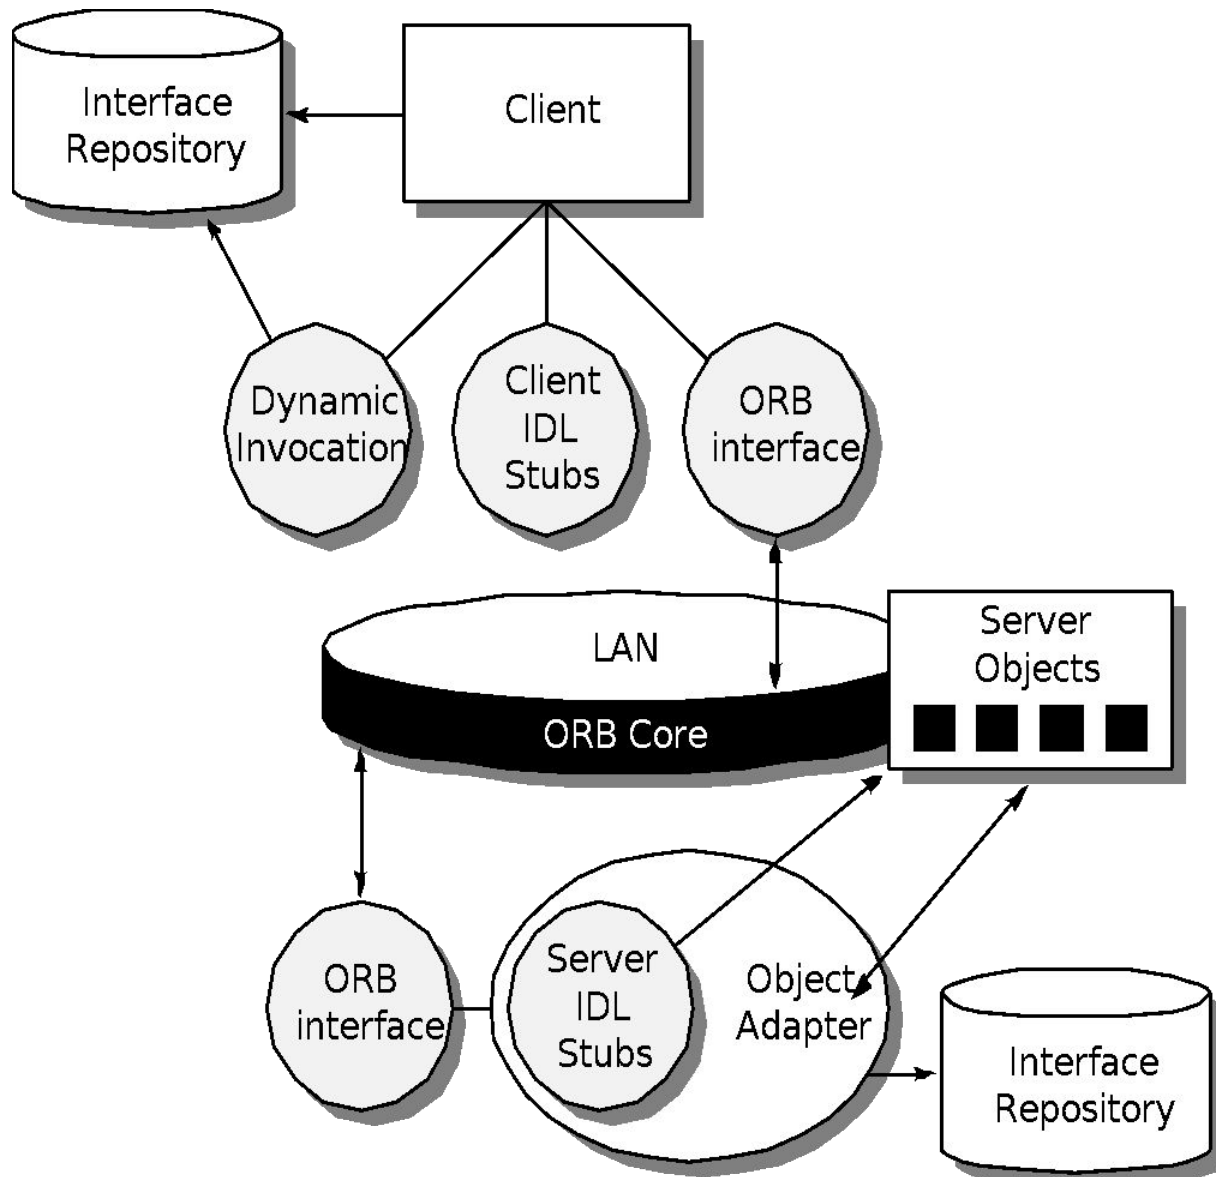 Interface
Repository
Client
Dynamic
Invocation
Client
IDL
Stubs
ORB
interface
LAN
ORB Core
Server
Objects
ORB
interface
Server
IDL
Stubs
Object
Adapter
Interface
Repository